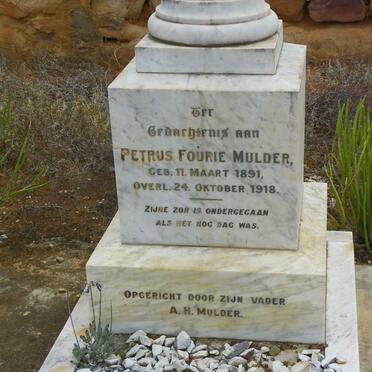 Ter
Gedachtenis aan
PETRUS FOURIE MULDER,
GEB. 11. MAART 1891,
OVERL. 24. OKTOBER 1918.
ZIJNE ZON IS ONDERGEGAAN
ALS HET NOG DAG WAS.
OPGERICHT DOOR ZIJN VADER
A. H. MULDER.